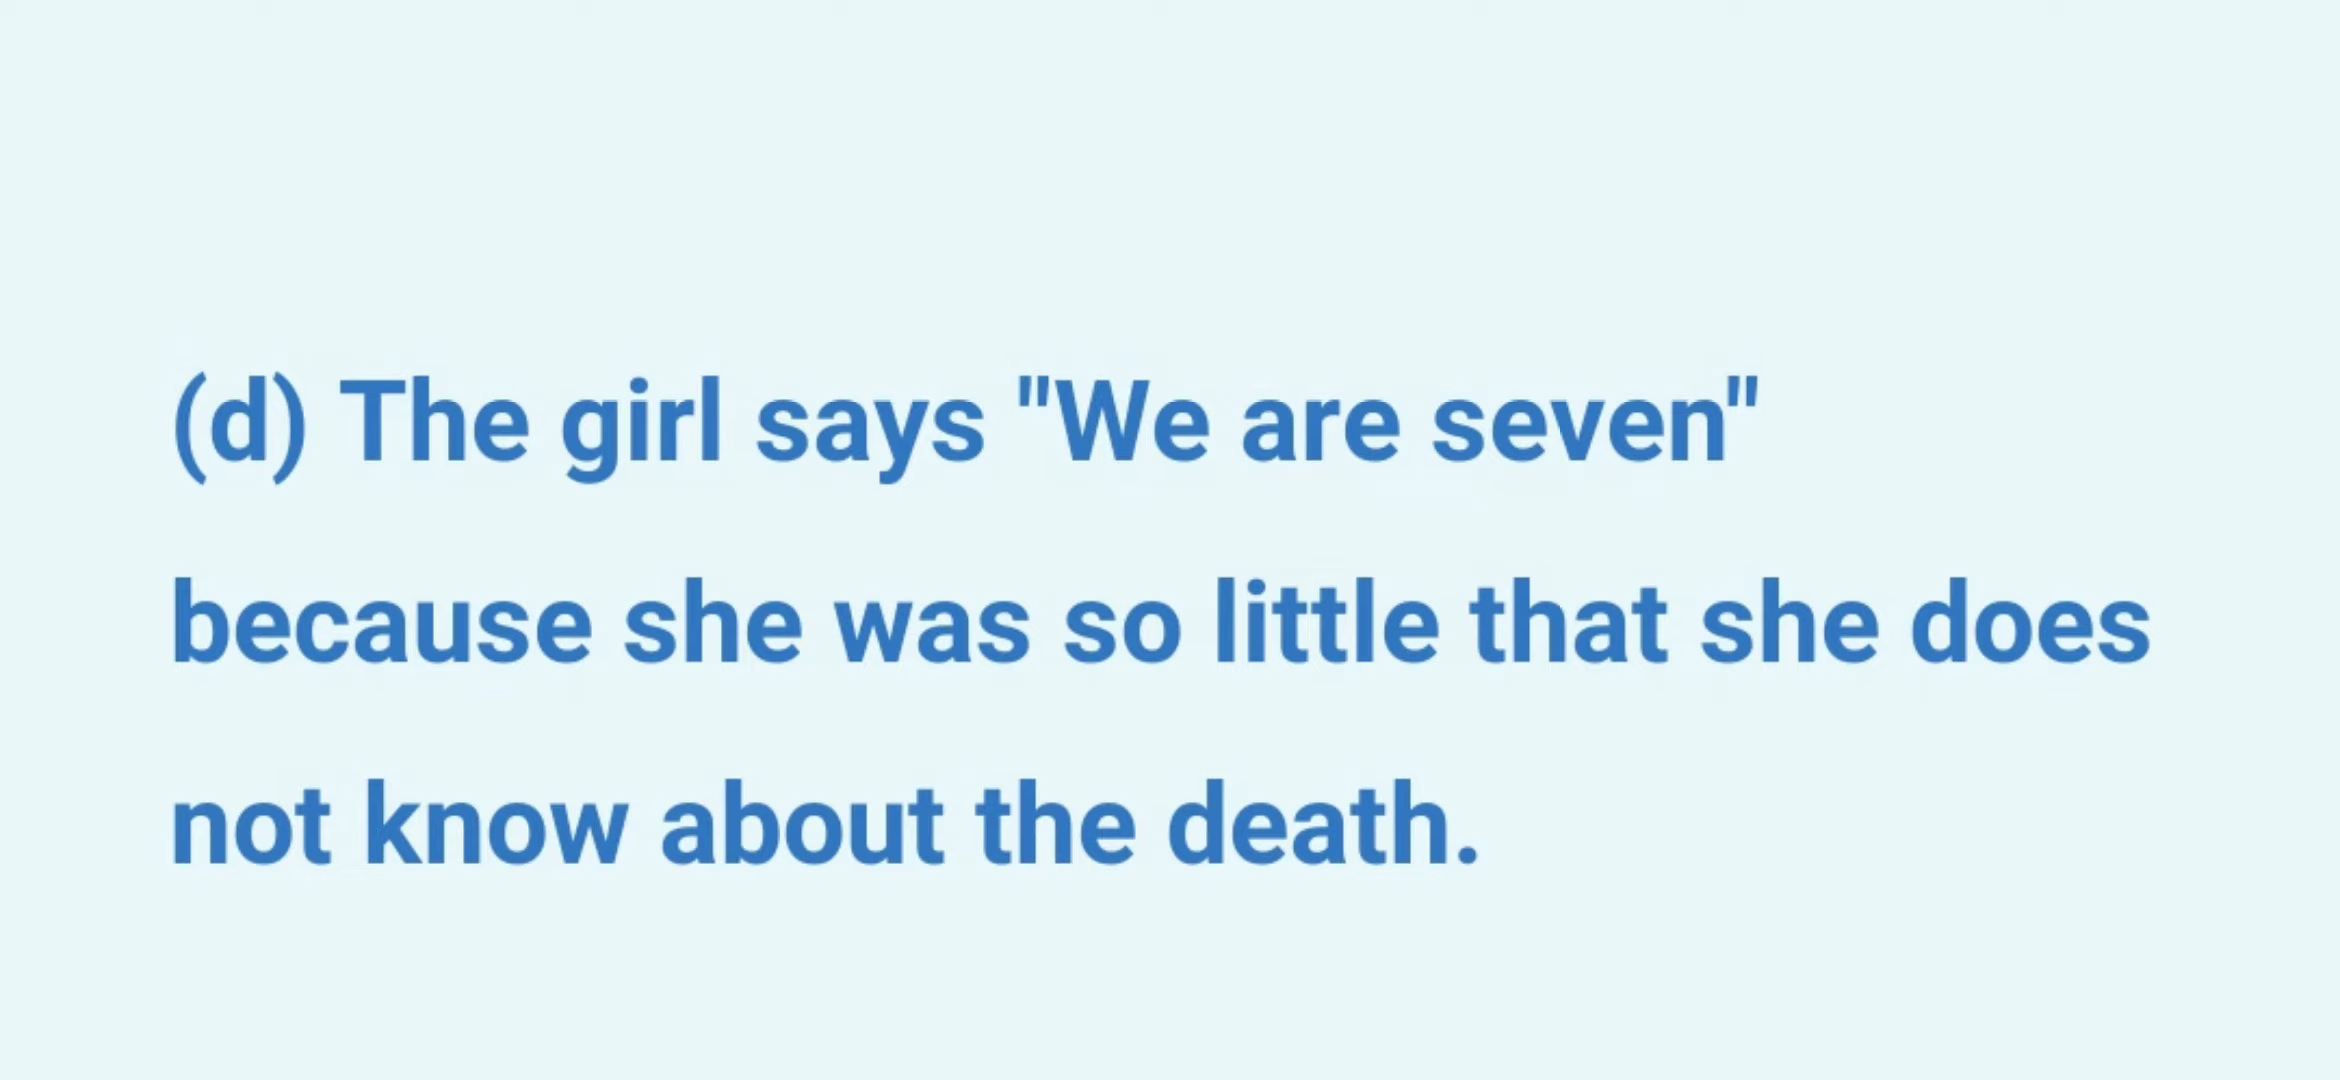 (d) The girl says "We are seven"
because she was so little that she does
not know about the death.